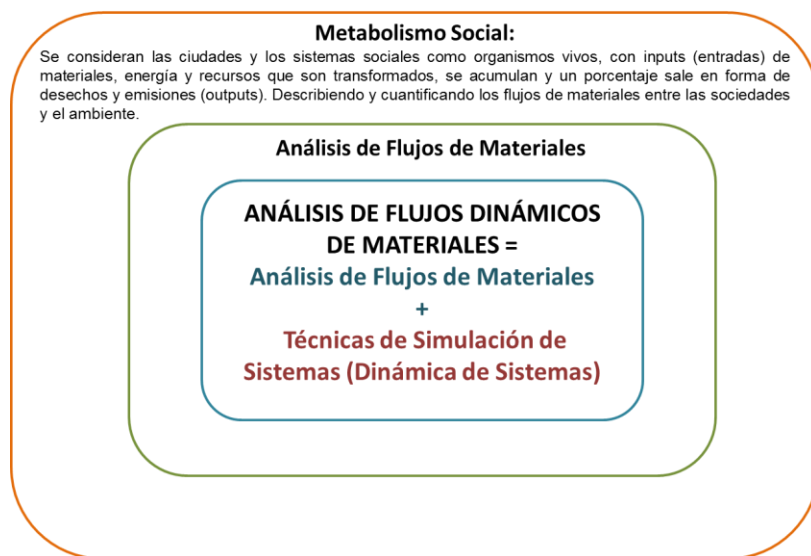 Metabolismo Social:
Se consideran las ciudades y los sistemas sociales como organismos vivos, con inputs (entradas) de
materiales, energía y recursos que son transformados, se acumulan y un porcentaje sale en forma de
desechos y emisiones (outputs). Describiendo y cuantificando los flujos de materiales entre las sociedades
y el ambiente.
Análisis de Flujos de Materiales
ANÁLISIS DE FLUJOS DINÁMICOS
DE MATERIALES =
Análisis de Flujos de Materiales
+
Técnicas de Simulación de
Sistemas (Dinámica de Sistemas)